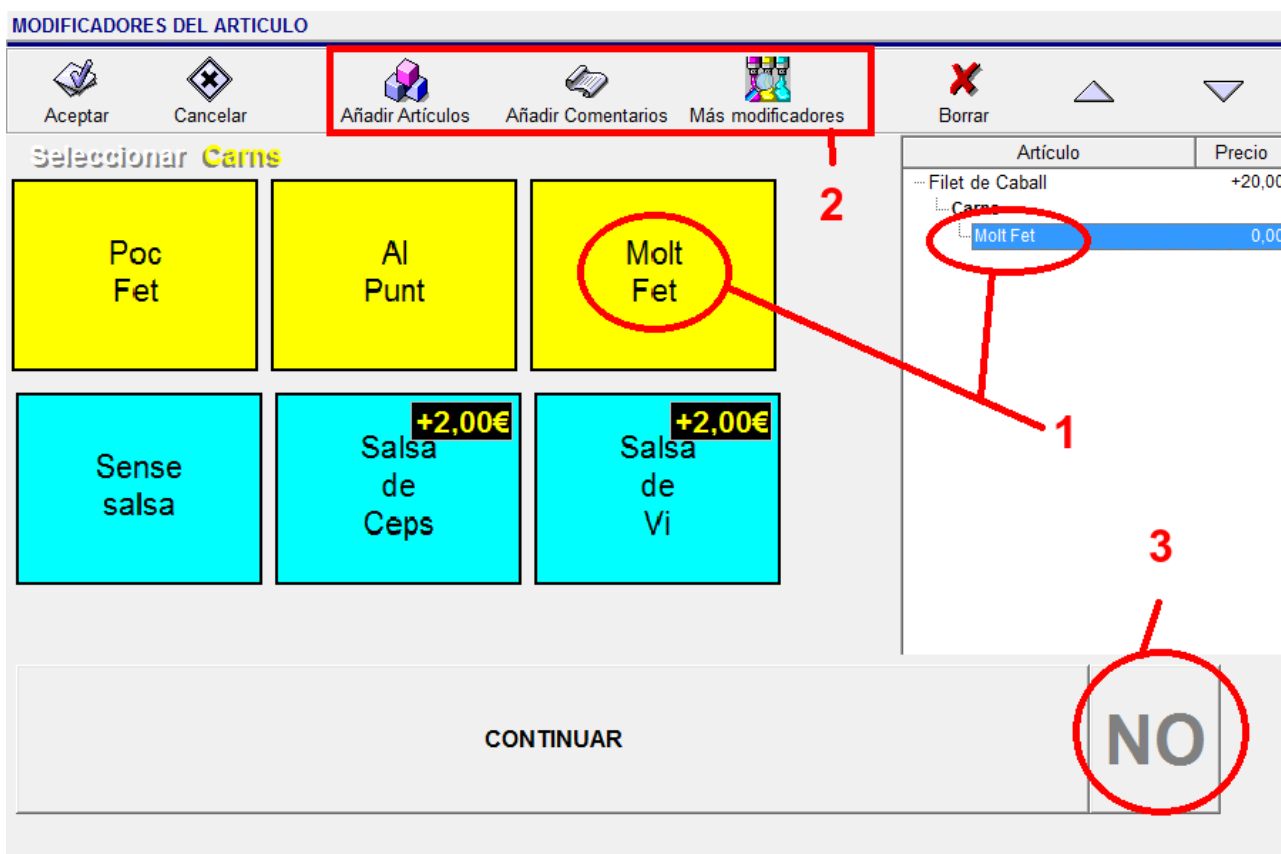 MODIFICADORES DEL ARTICULO
Aceptar Cancelar Añadir Artículos Añadir Comentarios Más modificadores Borrar
Seleccionar Carns
2
Artículo Precio
Filet de Caball +20,00
Carns
Molt Fet 0,00
Poc
Fet
Al
Punt
Molt
Fet
1
Sense
salsa
+2,00€
Salsa
de
Ceps
+2,00€
Salsa
de
Vi
3
CONTINUAR
NO